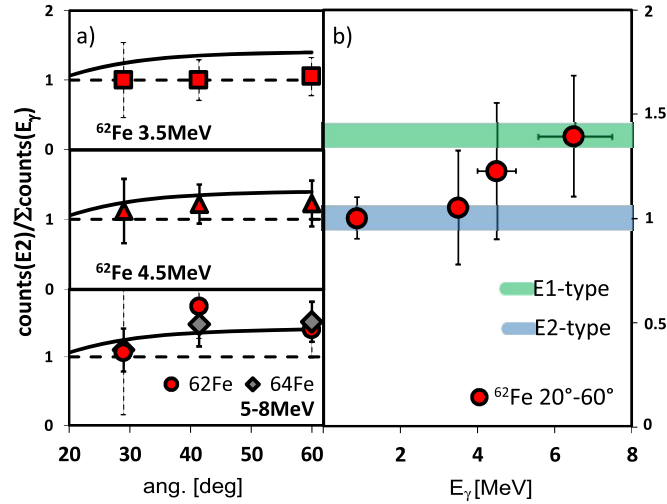 a)
b)
counts(E2)/Σcounts(Eγ)
2
1
0
⁶²Fe 3.5MeV
2
1
0
⁶²Fe 4.5MeV
2
1
0
62Fe 64Fe
5-8MeV
20 30 40 50 60
ang. [deg]
2
1.5
1
0.5
0
E1-type
E2-type
⁶²Fe 20°-60°
2 4 6 8
Eγ [MeV]